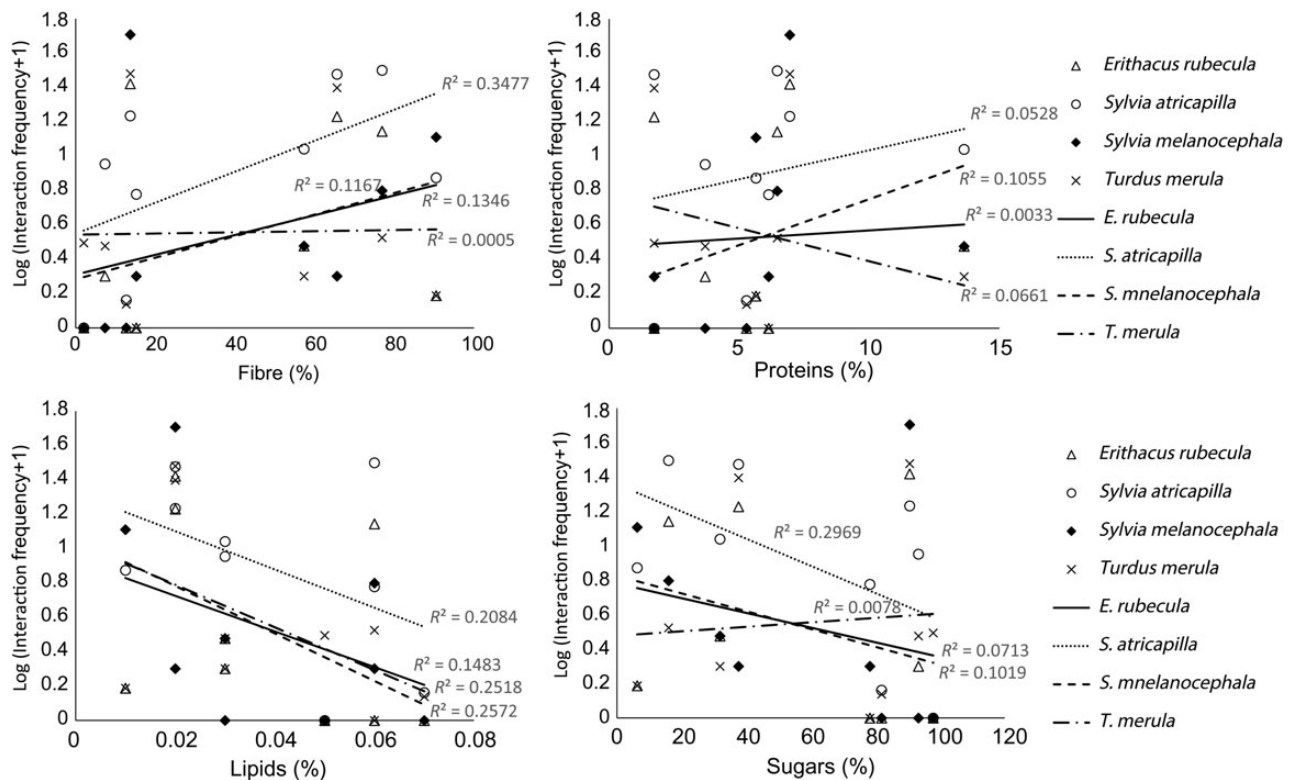 Log (Interaction frequency+1)
1.8
1.6
1.4
1.2
1
0.8
0.6
0.4
0.2
0
0
20
40
60
80
100
Fibre (%)
R² = 0.3477
R² = 0.1167
R² = 0.1346
R² = 0.0005
Log (Interaction frequency+1)
1.8
1.6
1.4
1.2
1
0.8
0.6
0.4
0.2
0
0
5
10
15
Proteins (%)
R² = 0.0528
R² = 0.1055
R² = 0.0033
R² = 0.0661
Erithacus rubecula
Sylvia atricapilla
Sylvia melanocephala
Turdus merula
E. rubecula
S. atricapilla
S. mnelanocephala
T. merula
Log (Interaction frequency+1)
1.8
1.6
1.4
1.2
1
0.8
0.6
0.4
0.2
0
0
0.02
0.04
0.06
0.08
Lipids (%)
R² = 0.2084
R² = 0.1483
R² = 0.2518
R² = 0.2572
Log (Interaction frequency+1)
1.8
1.6
1.4
1.2
1
0.8
0.6
0.4
0.2
0
0
20
40
60
80
100
120
Sugars (%)
R² = 0.2969
R² = 0.0078
R² = 0.0713
R² = 0.1019
Erithacus rubecula
Sylvia atricapilla
Sylvia melanocephala
Turdus merula
E. rubecula
S. atricapilla
S. mnelanocephala
T. merula